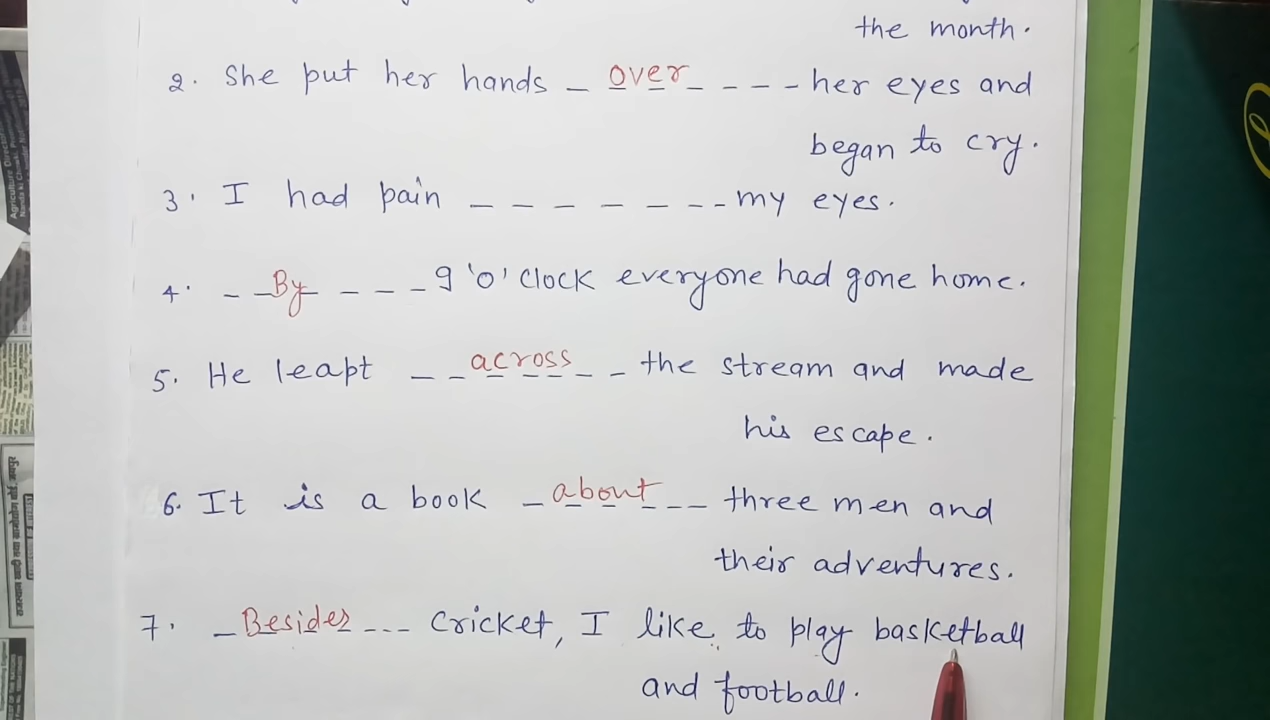 the month.
2. She put her hands _ over _ _ _ _ her eyes and
began to cry.
3. I had pain _ _ _ _ _ _ _ _ my eyes.
4. _ _By_ _ _ _ 9 'o' clock everyone had gone home.
5. He leapt _ _ across _ _ the stream and made
his escape.
6. It is a book _ about _ _ _ three men and
their adventures.
7. _ Besides _ _ _ Cricket, I like to play basketball
and football.